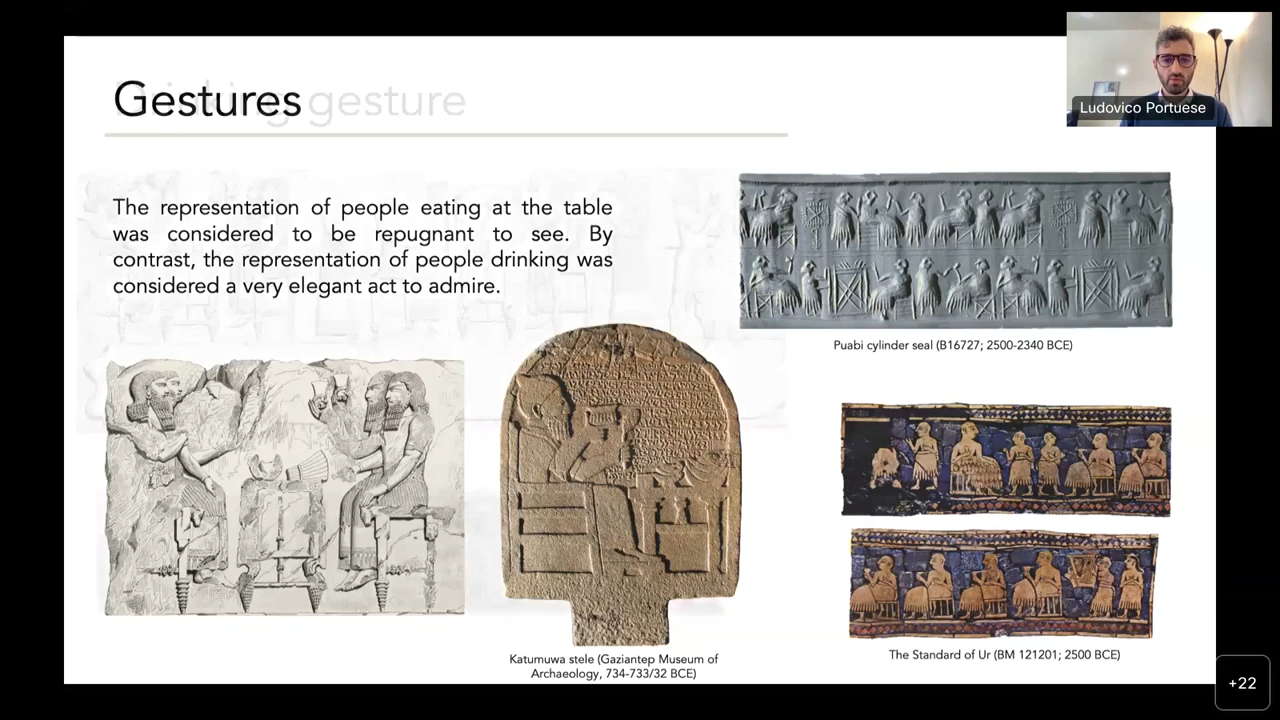 Gestures
gesture
Ludovico Portuese
The representation of people eating at the table
was considered to be repugnant to see. By
contrast, the representation of people drinking was
considered a very elegant act to admire.
Puabi cylinder seal (B16727; 2500-2340 BCE)
Katumuwa stele (Gaziantep Museum of
Archaeology, 734-733/32 BCE)
The Standard of Ur (BM 121201; 2500 BCE)
+22